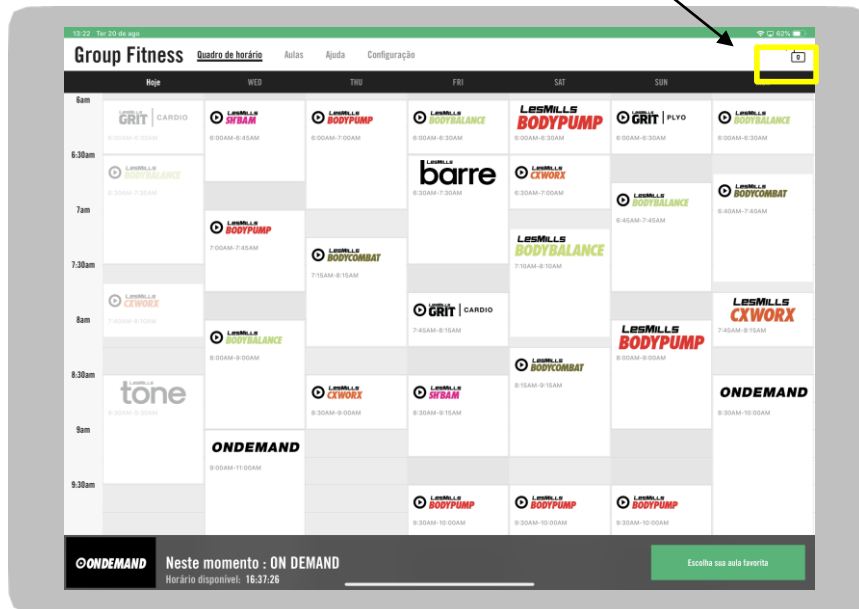 13:22 Ter 20 de ago
62%
Group Fitness Quadro de horário Aulas Ajuda Configuração
0
Hoje WED THU FRI SAT SUN
6am
LesMILLS GRIT | CARDIO
6:00AM-6:30AM
LesMILLS SH'BAM
6:00AM-6:45AM
LesMILLS BODYPUMP
6:00AM-7:00AM
LesMILLS BODYBALANCE
6:00AM-6:30AM
LesMILLS BODYPUMP
6:00AM-6:30AM
LesMILLS GRIT | PLYO
6:00AM-6:30AM
LesMILLS BODYBALANCE
6:00AM-6:30AM
6:30am
LesMILLS BODYBALANCE
6:30AM-7:30AM
LesMILLS barre
6:30AM-7:30AM
LesMILLS CXWORX
6:30AM-7:00AM
LesMILLS BODYBALANCE
6:45AM-7:45AM
LesMILLS BODYCOMBAT
6:40AM-7:40AM
7am
LesMILLS BODYPUMP
7:00AM-7:45AM
LesMILLS BODYCOMBAT
7:15AM-8:15AM
LesMILLS BODYBALANCE
7:10AM-8:10AM
7:30am
LesMILLS CXWORX
7:40AM-8:10AM
LesMILLS GRIT | CARDIO
7:45AM-8:15AM
LesMILLS CXWORX
7:45AM-8:15AM
8am
LesMILLS BODYBALANCE
8:00AM-9:00AM
LesMILLS BODYPUMP
8:00AM-9:00AM
LesMILLS BODYCOMBAT
8:15AM-9:15AM
8:30am
LesMILLS tone
8:30AM-9:30AM
LesMILLS CXWORX
8:30AM-9:00AM
LesMILLS SH'BAM
8:30AM-9:15AM
ONDEMAND
8:30AM-10:00AM
9am
ONDEMAND
9:00AM-11:00AM
9:30am
LesMILLS BODYPUMP
9:30AM-10:00AM
LesMILLS BODYPUMP
9:30AM-10:00AM
LesMILLS BODYPUMP
9:30AM-10:00AM
ONDEMAND
Neste momento : ON DEMAND
Horário disponível: 16:37:26
Escolha sua aula favorita